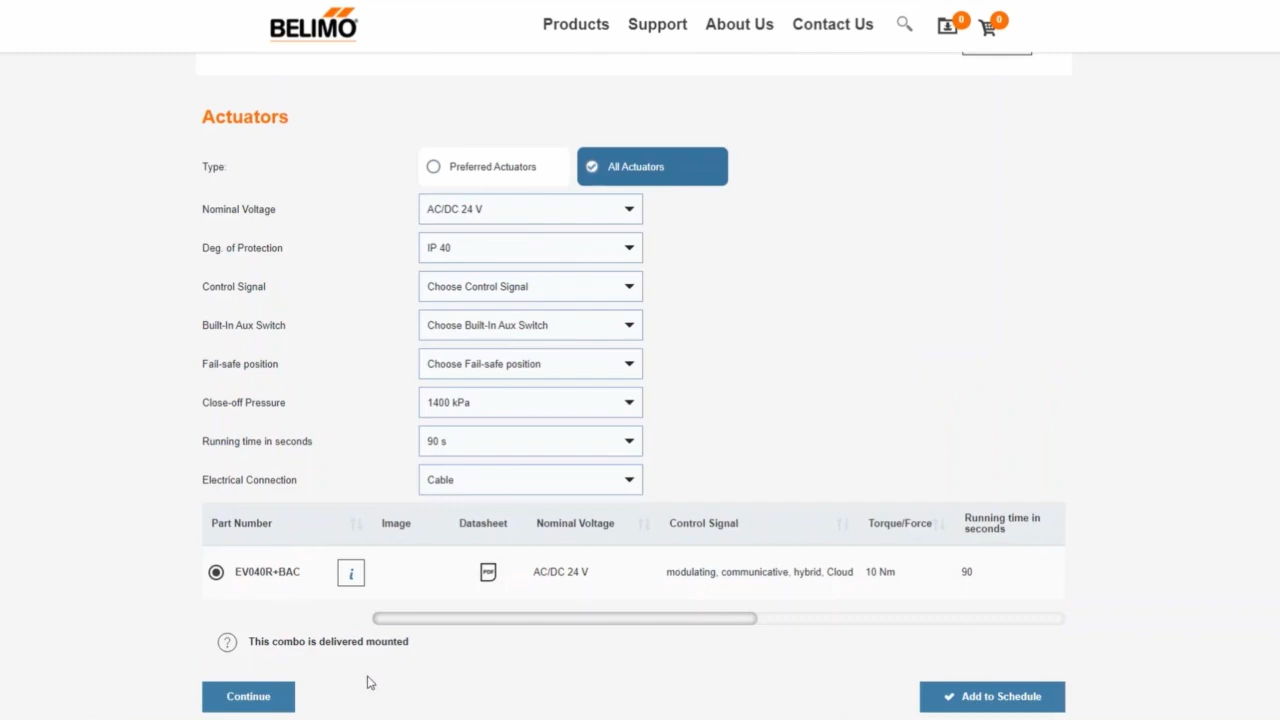 BELIMO
Products Support About Us Contact Us 0 0
Actuators
Type: Preferred Actuators All Actuators
Nominal Voltage AC/DC 24 V
Deg. of Protection IP 40
Control Signal Choose Control Signal
Built-In Aux Switch Choose Built-In Aux Switch
Fail-safe position Choose Fail-safe position
Close-off Pressure 1400 kPa
Running time in seconds 90 s
Electrical Connection Cable
Part Number Image Datasheet Nominal Voltage Control Signal Torque/Force Running time in seconds
EV040R+BAC i PDF AC/DC 24 V modulating, communicative, hybrid, Cloud 10 Nm 90
? This combo is delivered mounted
Continue Add to Schedule